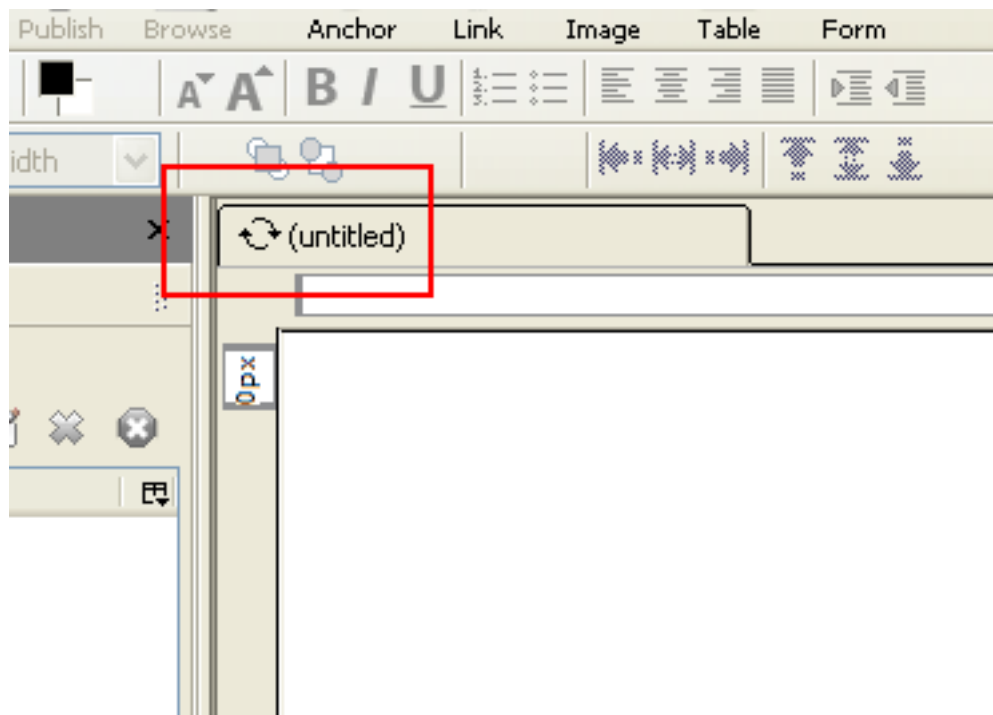 Publish Browse Anchor Link Image Table Form
A A B I U
idth
(untitled)
0px